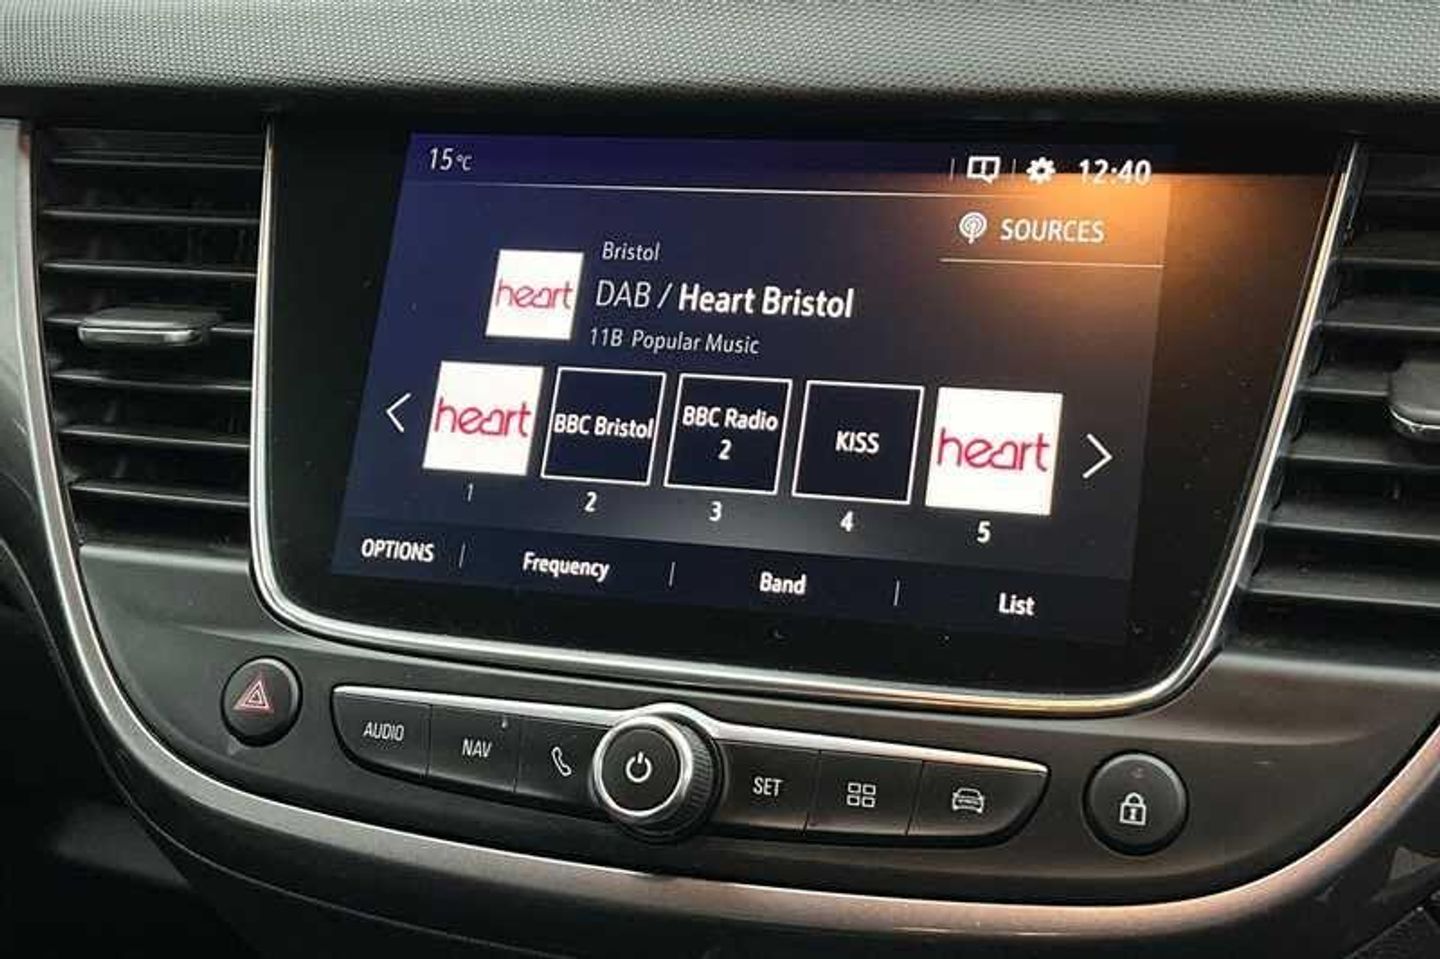 15°C
12:40
SOURCES
Bristol
heart
DAB / Heart Bristol
11B Popular Music
heart
BBC Bristol
BBC Radio
2
KISS
heart
1
2
3
4
5
OPTIONS
Frequency
Band
List
AUDIO
NAV
SET